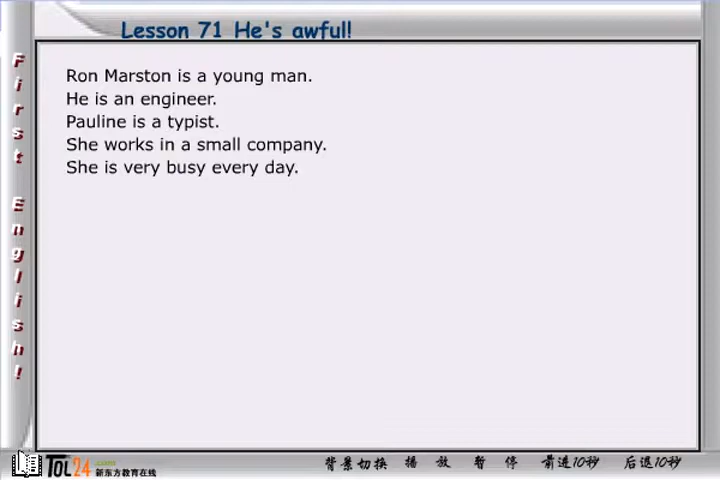 Lesson 71 He's awful!
First English!
Ron Marston is a young man.
He is an engineer.
Pauline is a typist.
She works in a small company.
She is very busy every day.
TOL24.com 新东方教育在线
背景切换 播放 暂停 前进10秒 后退10秒